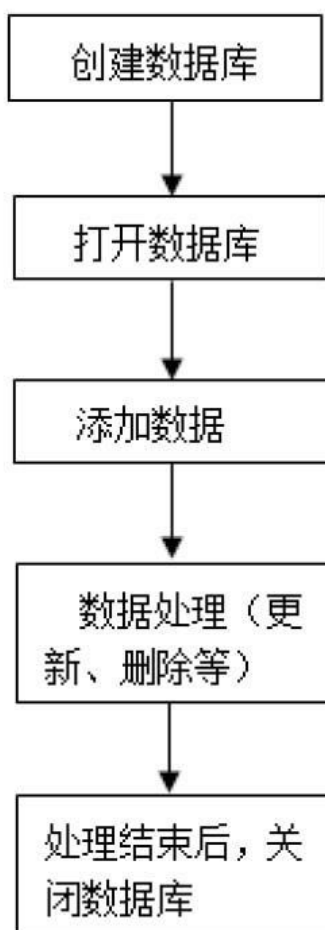 创建数据库
打开数据库
添加数据
数据处理（更
新、删除等）
处理结束后，关
闭数据库